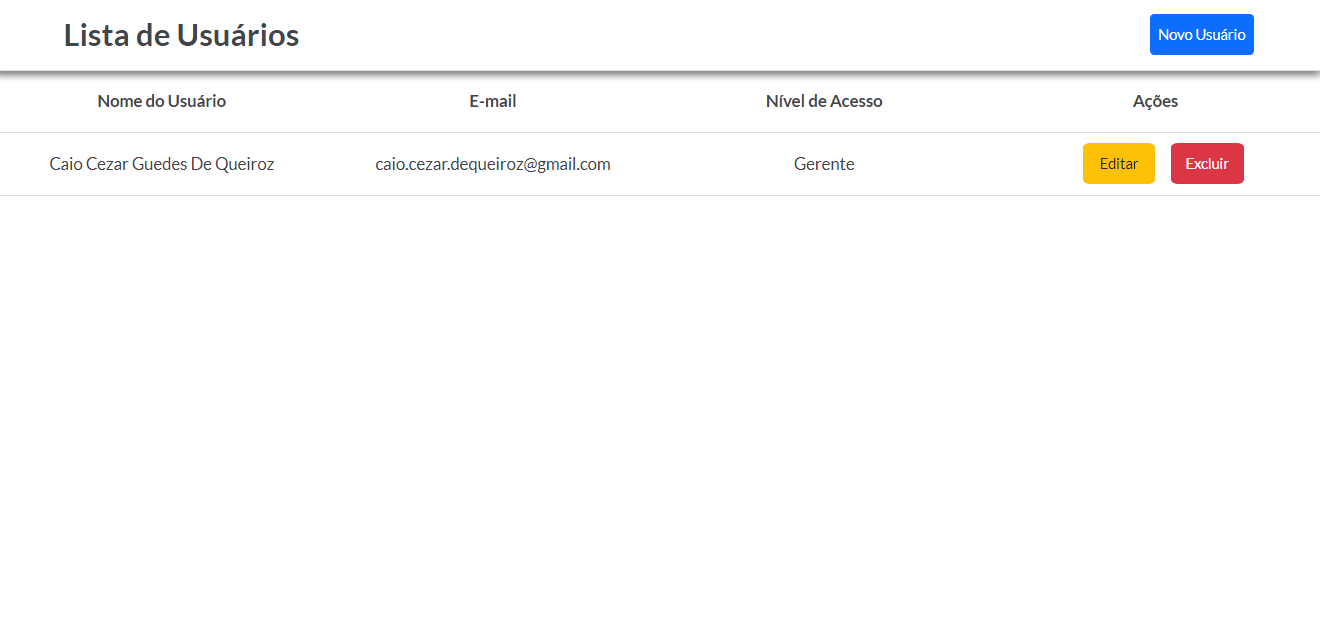 Lista de Usuários
Novo Usuário
Nome do Usuário E-mail Nível de Acesso Ações
Caio Cezar Guedes De Queiroz caio.cezar.dequeiroz@gmail.com Gerente Editar Excluir